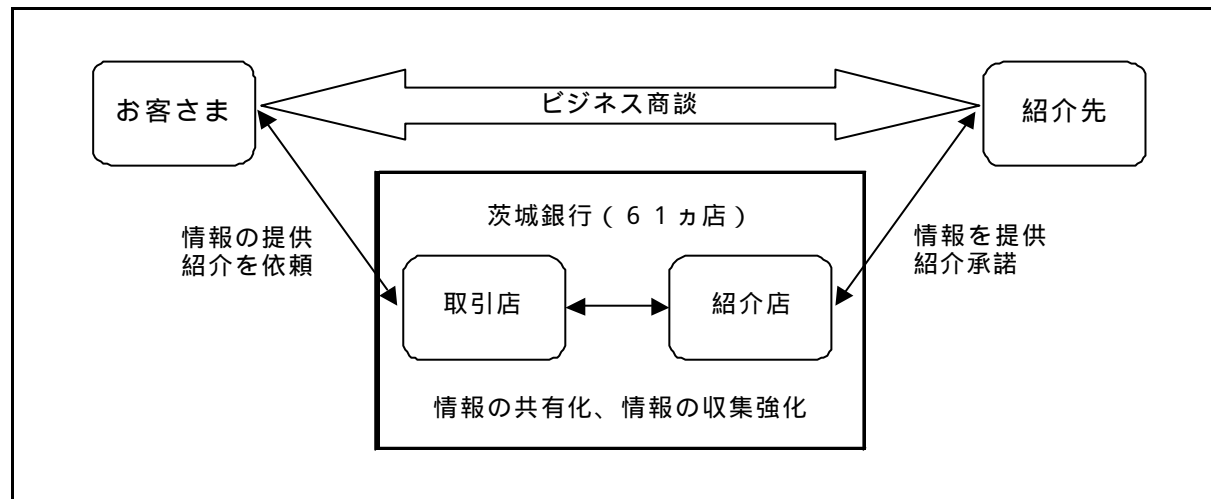 お客さま
ビジネス商談
紹介先
茨城銀行(61ヵ店)
情報の提供
紹介を依頼
情報を提供
紹介承諾
取引店
紹介店
情報の共有化、情報の収集強化